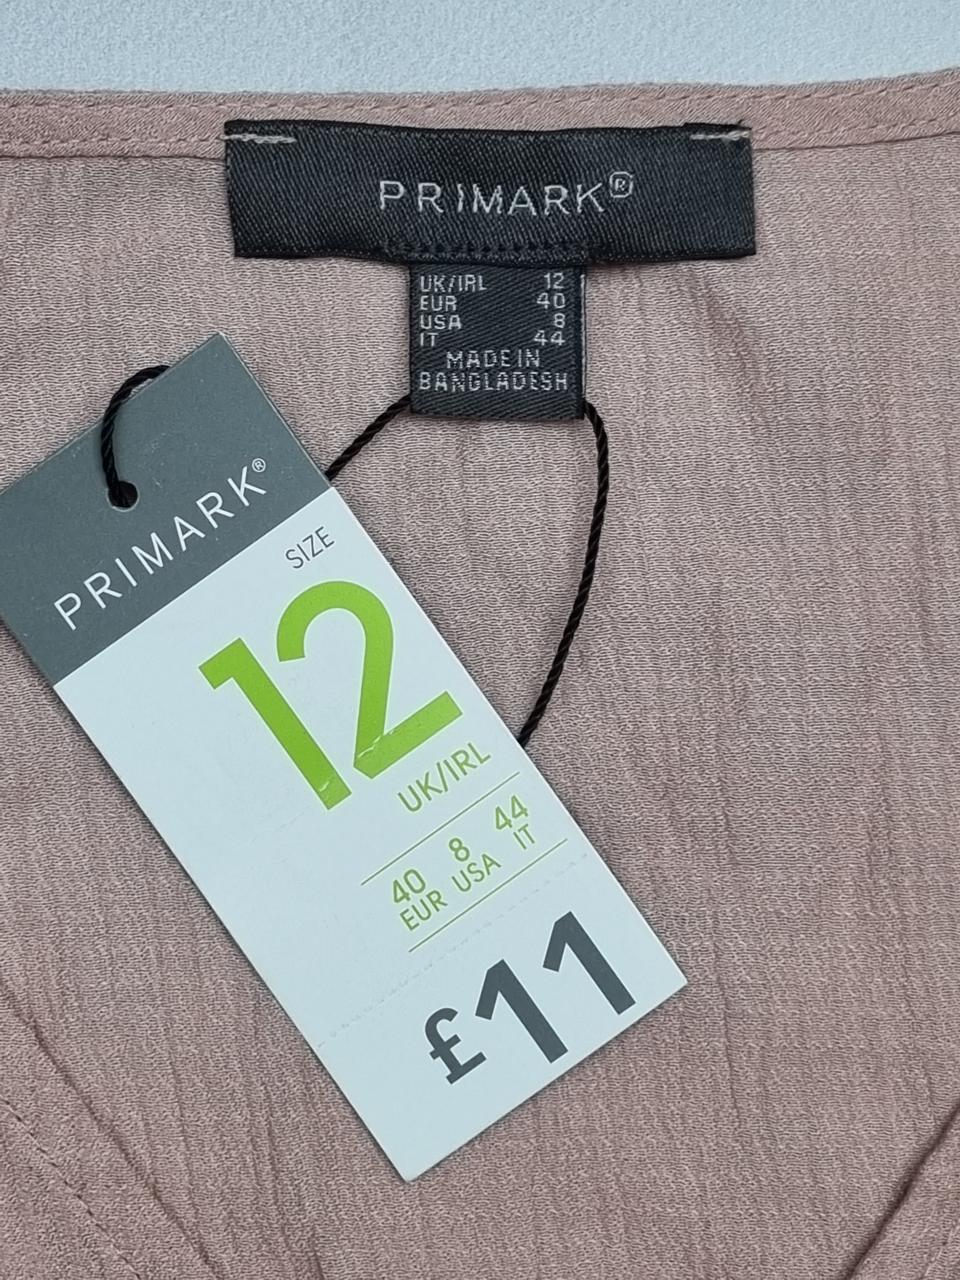 PRIMARK®
UK/IRL 12
EUR 40
USA 8
IT 44
MADE IN
BANGLADESH
PRIMARK®
SIZE
12
UK/IRL
40 8 44
EUR USA IT
£11